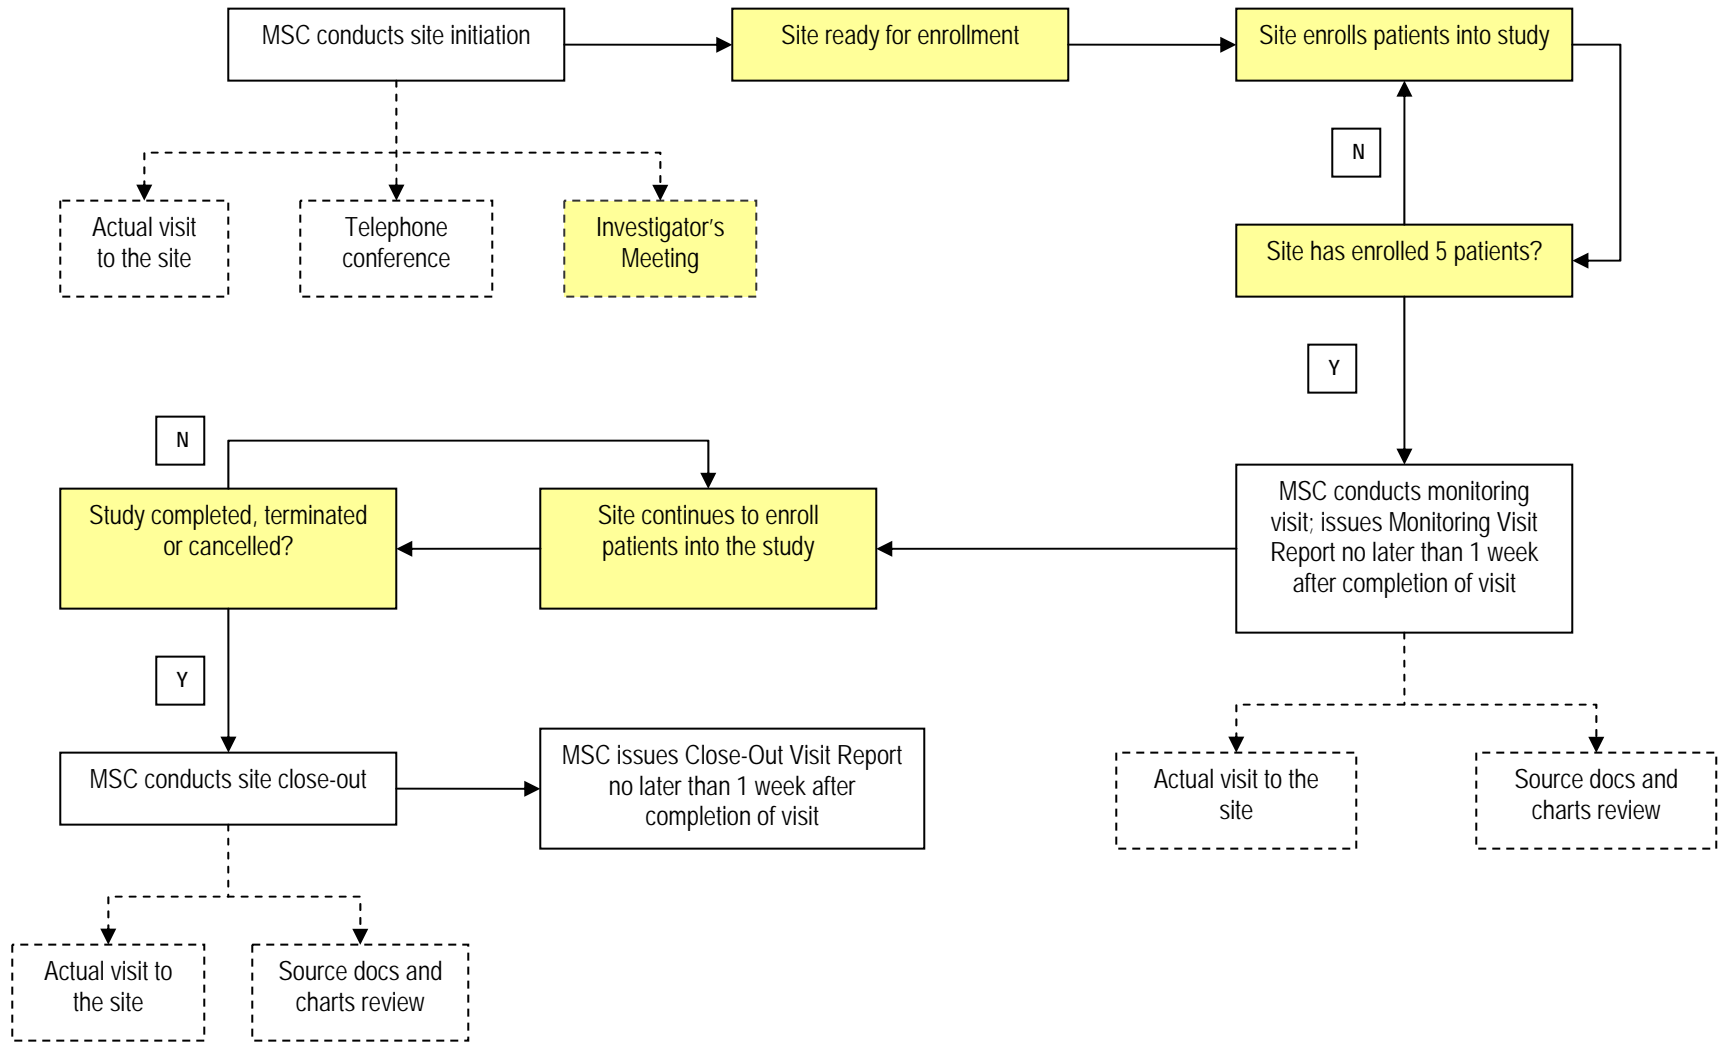 MSC conducts site initiation
Site ready for enrollment
Site enrolls patients into study
N
Actual visit
to the site
Telephone
conference
Investigator's
Meeting
Site has enrolled 5 patients?
Y
N
Study completed, terminated
or cancelled?
Site continues to enroll
patients into the study
MSC conducts monitoring
visit; issues Monitoring Visit
Report no later than 1 week
after completion of visit
Y
MSC conducts site close-out
MSC issues Close-Out Visit Report
no later than 1 week after
completion of visit
Actual visit to the
site
Source docs and
charts review
Actual visit to
the site
Source docs and
charts review